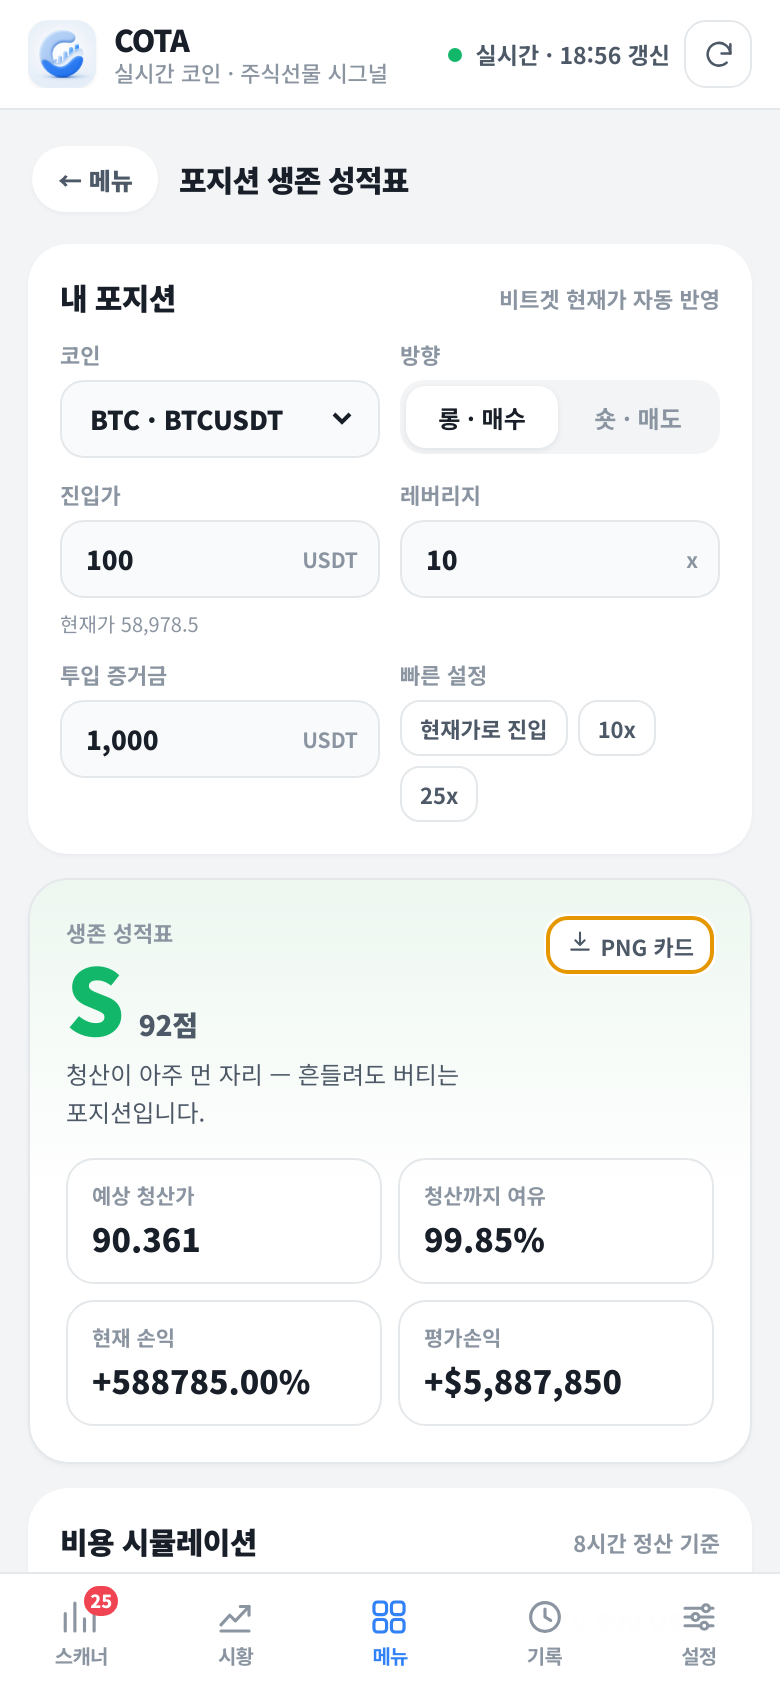 COTA
실시간 코인 · 주식선물 시그널
실시간 · 18:56 갱신
← 메뉴
포지션 생존 성적표
내 포지션
비트겟 현재가 자동 반영
코인
방향
BTC · BTCUSDT
롱 · 매수
숏 · 매도
진입가
레버리지
100 USDT
10 x
현재가 58,978.5
투입 증거금
빠른 설정
1,000 USDT
현재가로 진입
10x
25x
생존 성적표
PNG 카드
S 92점
청산이 아주 먼 자리 — 흔들려도 버티는
포지션입니다.
예상 청산가
90.361
청산까지 여유
99.85%
현재 손익
+588785.00%
평가손익
+$5,887,850
비용 시뮬레이션
8시간 정산 기준
25
스캐너
시황
메뉴
기록
설정